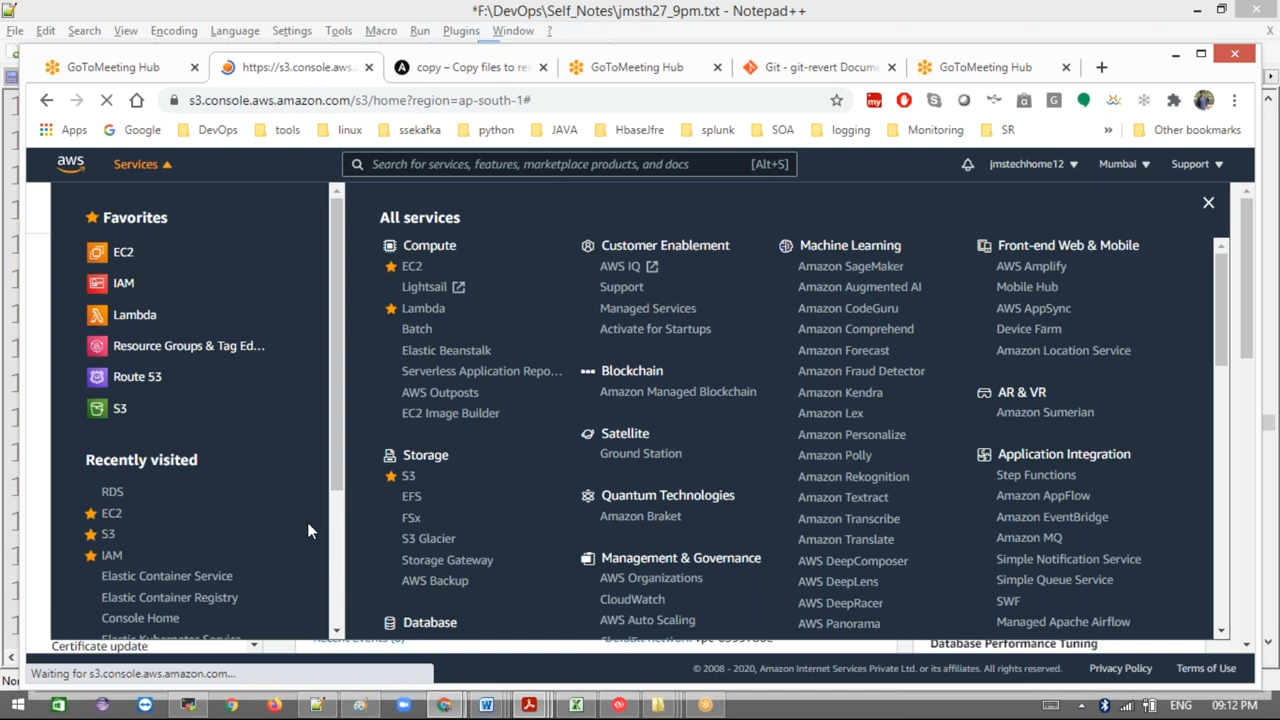 *F:\DevOps\Self_Notes\jmsth27_9pm.txt - Notepad++
File Edit Search View Encoding Language Settings Tools Macro Run Plugins Window ?
GoToMeeting Hub https://s3.console.aws. copy – Copy files to re GoToMeeting Hub Git - git-revert Docum GoToMeeting Hub
s3.console.aws.amazon.com/s3/home?region=ap-south-1#
Apps Google DevOps tools linux ssekafka python JAVA HbaseJfre splunk SOA logging Monitoring SR » Other bookmarks
aws Services Search for services, features, marketplace products, and docs [Alt+S] jmstechhome12 Mumbai Support
Favorites
EC2
IAM
Lambda
Resource Groups & Tag Ed...
Route 53
S3
Recently visited
RDS
EC2
S3
IAM
Elastic Container Service
Elastic Container Registry
Console Home
Elastic Kubernetes Service
All services
Compute
EC2
Lightsail
Lambda
Batch
Elastic Beanstalk
Serverless Application Repo...
AWS Outposts
EC2 Image Builder
Storage
S3
EFS
FSx
S3 Glacier
Storage Gateway
AWS Backup
Database
Customer Enablement
AWS IQ
Support
Managed Services
Activate for Startups
Blockchain
Amazon Managed Blockchain
Satellite
Ground Station
Quantum Technologies
Amazon Braket
Management & Governance
AWS Organizations
CloudWatch
AWS Auto Scaling
Machine Learning
Amazon SageMaker
Amazon Augmented AI
Amazon CodeGuru
Amazon Comprehend
Amazon Forecast
Amazon Fraud Detector
Amazon Kendra
Amazon Lex
Amazon Personalize
Amazon Polly
Amazon Rekognition
Amazon Textract
Amazon Transcribe
Amazon Translate
AWS DeepComposer
AWS DeepLens
AWS DeepRacer
AWS Panorama
Front-end Web & Mobile
AWS Amplify
Mobile Hub
AWS AppSync
Device Farm
Amazon Location Service
AR & VR
Amazon Sumerian
Application Integration
Step Functions
Amazon AppFlow
Amazon EventBridge
Amazon MQ
Simple Notification Service
Simple Queue Service
SWF
Managed Apache Airflow
Certificate update
Database Performance Tuning
Waiting for s3.console.aws.amazon.com...
© 2008 - 2020, Amazon Internet Services Private Ltd. or its affiliates. All rights reserved. Privacy Policy Terms of Use
ENG 09:12 PM